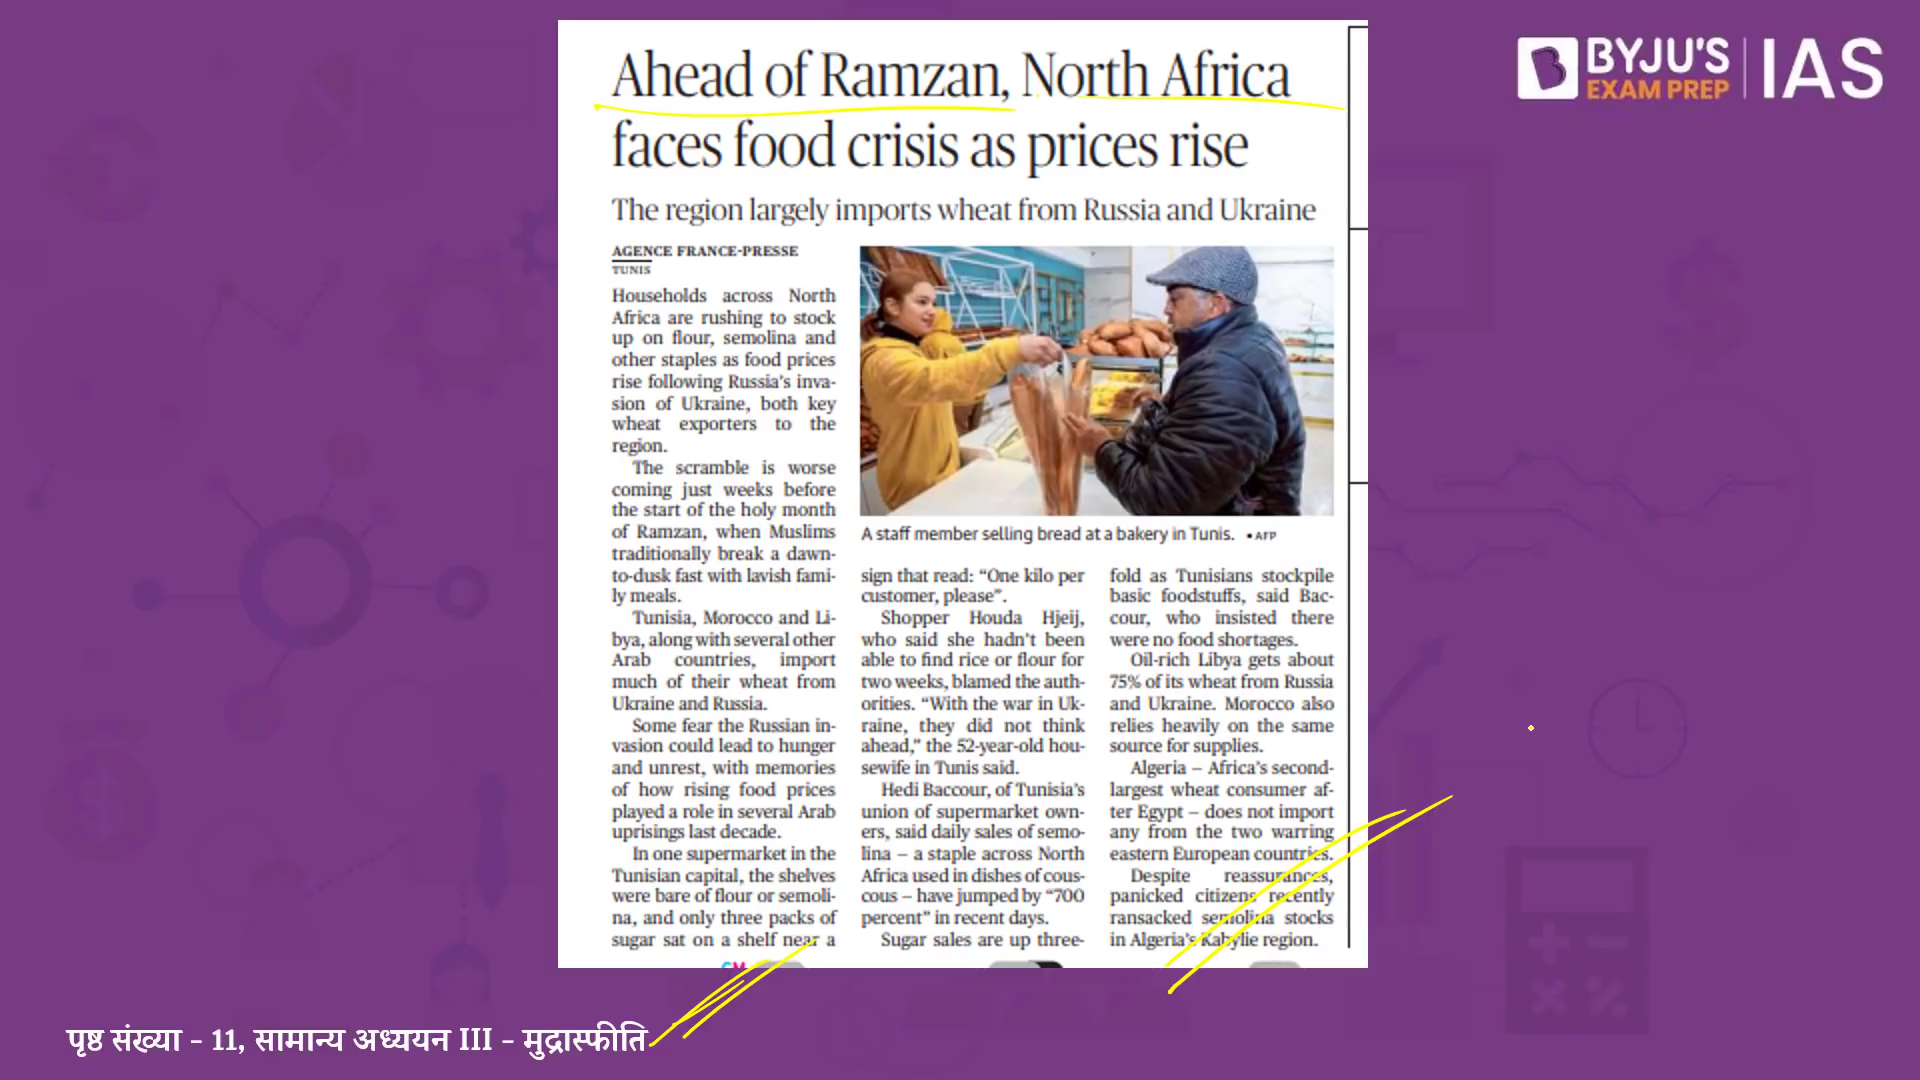 Ahead of Ramzan, North Africa
faces food crisis as prices rise
The region largely imports wheat from Russia and Ukraine
AGENCE FRANCE-PRESSE
TUNIS
Households across North
Africa are rushing to stock
up on flour, semolina and
other staples as food prices
rise following Russia's inva-
sion of Ukraine, both key
wheat exporters to the
region.
The scramble is worse
coming just weeks before
the start of the holy month
of Ramzan, when Muslims
traditionally break a dawn-
to-dusk fast with lavish fami-
ly meals.
Tunisia, Morocco and Li-
bya, along with several other
Arab countries, import
much of their wheat from
Ukraine and Russia.
Some fear the Russian in-
vasion could lead to hunger
and unrest, with memories
of how rising food prices
played a role in several Arab
uprisings last decade.
In one supermarket in the
Tunisian capital, the shelves
were bare of flour or semoli-
na, and only three packs of
sugar sat on a shelf near a
A staff member selling bread at a bakery in Tunis. • AFP
sign that read: “One kilo per
customer, please”.
Shopper Houda Hjeij,
who said she hadn't been
able to find rice or flour for
two weeks, blamed the auth-
orities. “With the war in Uk-
raine, they did not think
ahead,” the 52-year-old hou-
sewife in Tunis said.
Hedi Baccour, of Tunisia's
union of supermarket own-
ers, said daily sales of semo-
lina – a staple across North
Africa used in dishes of cous-
cous – have jumped by “700
percent” in recent days.
Sugar sales are up three-
fold as Tunisians stockpile
basic foodstuffs, said Bac-
cour, who insisted there
were no food shortages.
Oil-rich Libya gets about
75% of its wheat from Russia
and Ukraine. Morocco also
relies heavily on the same
source for supplies.
Algeria – Africa's second-
largest wheat consumer af-
ter Egypt – does not import
any from the two warring
eastern European countries.
Despite reassurances,
panicked citizens recently
ransacked semolina stocks
in Algeria's Kabylie region.
BYJU'S
EXAM PREP
IAS
पृष्ठ संख्या - 11, सामान्य अध्ययन III - मुद्रास्फीति